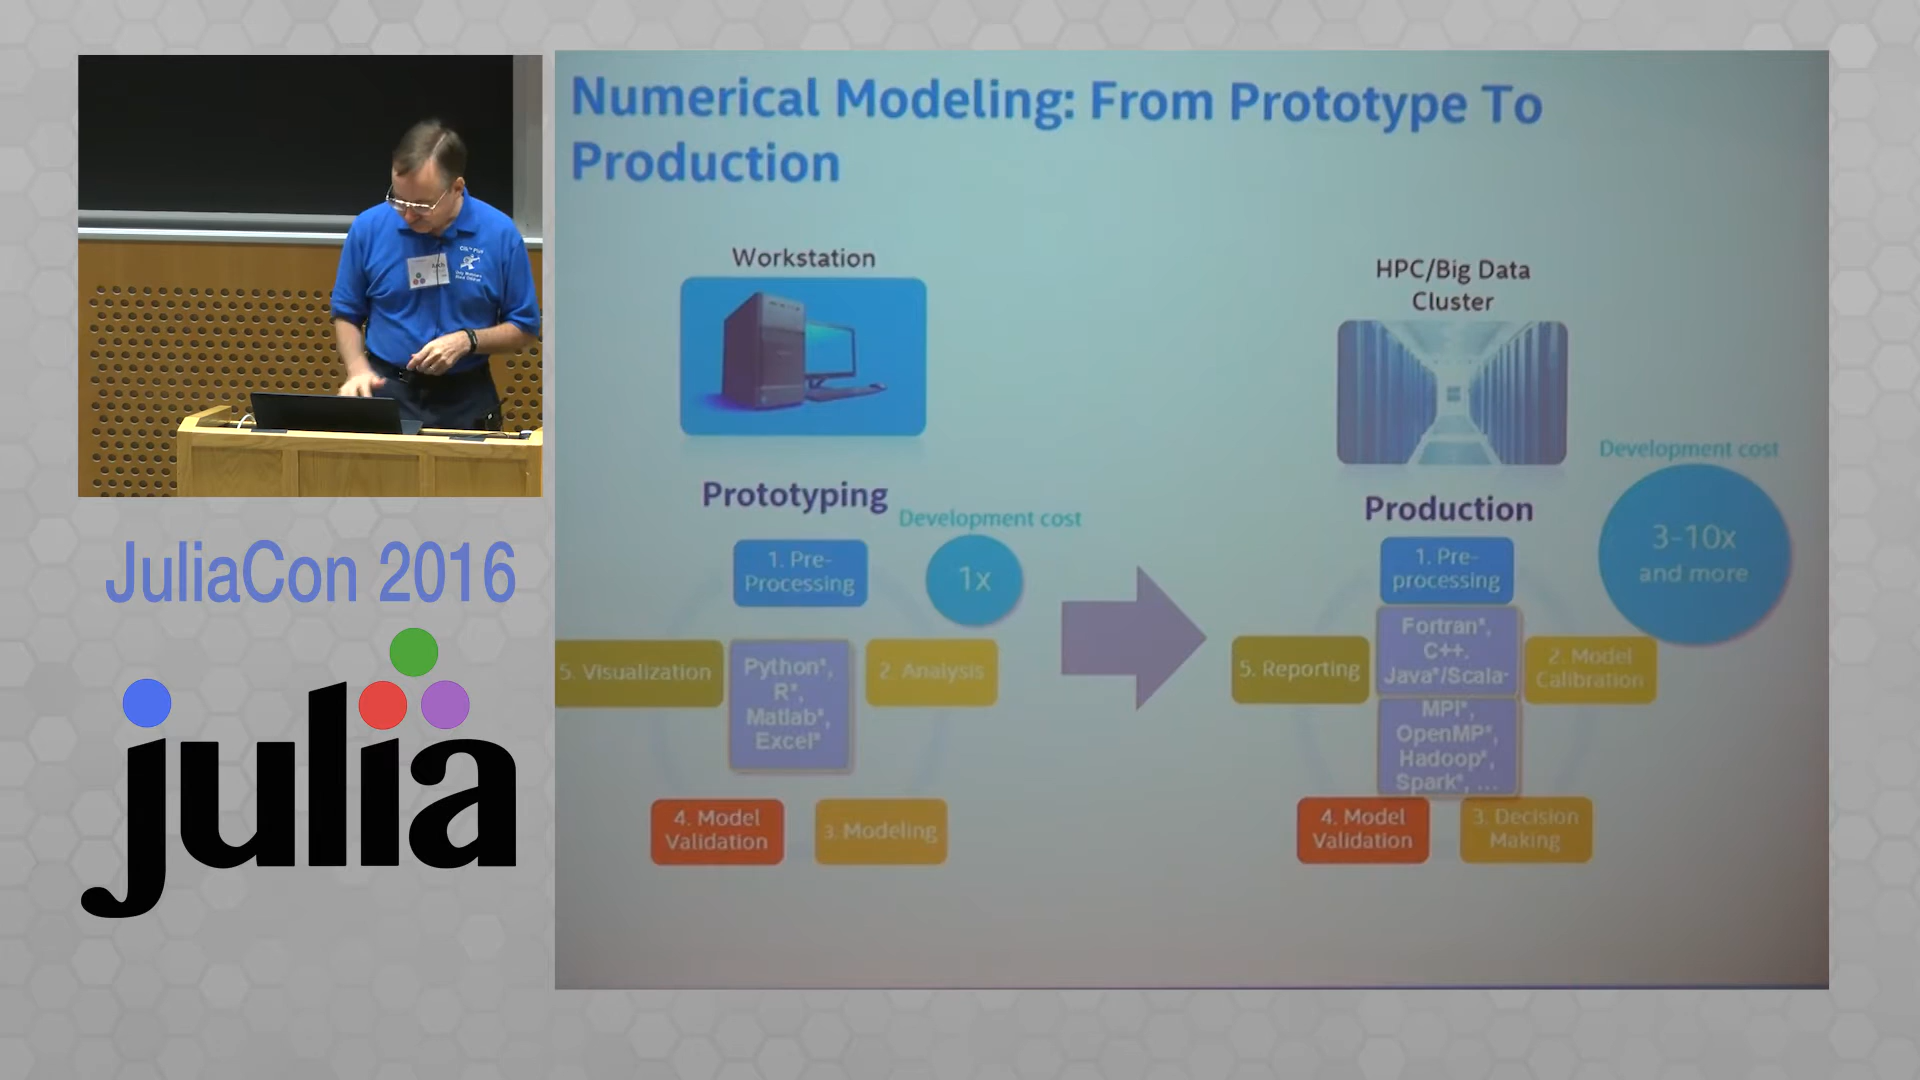 Numerical Modeling: From Prototype To
Production
Workstation
HPC/Big Data
Cluster
Prototyping
Development cost
1x
1. Pre-
Processing
5. Visualization
Python*,
R*,
Matlab*,
Excel*
2. Analysis
4. Model
Validation
3. Modeling
Development cost
3-10x
and more
Production
1. Pre-
processing
5. Reporting
Fortran*,
C++.
Java*/Scala*
MPI*,
OpenMP*,
Hadoop*,
Spark*, ...
2. Model
Calibration
4. Model
Validation
3. Decision
Making
JuliaCon 2016
julia